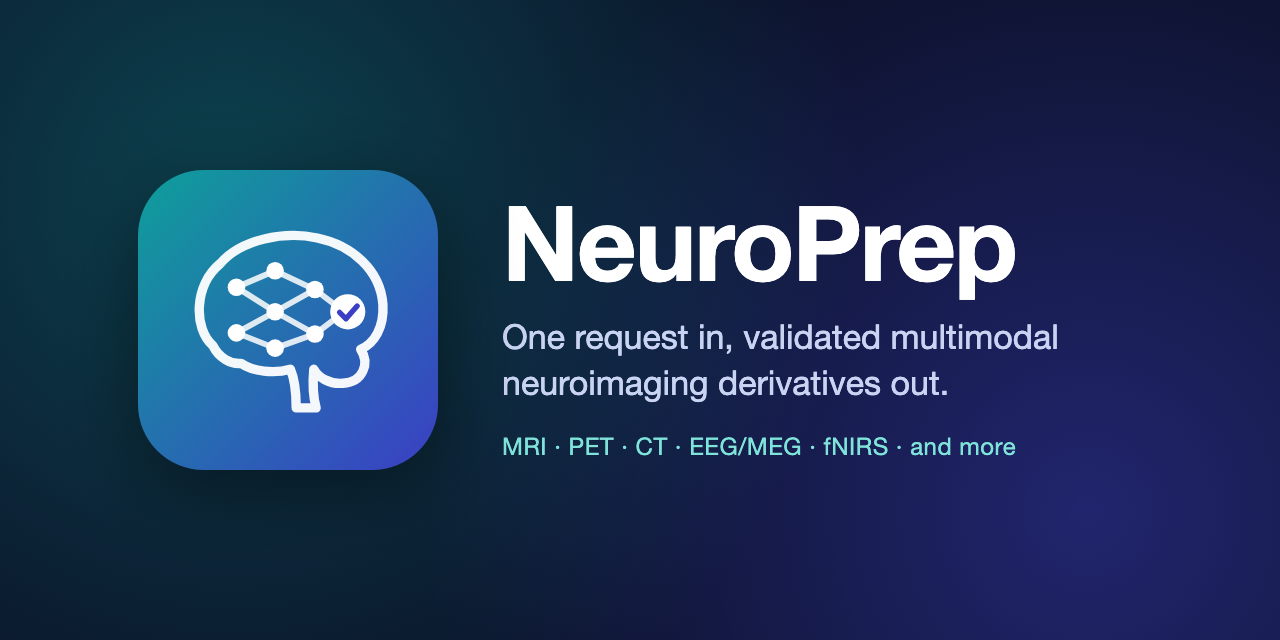 NeuroPrep
One request in, validated multimodal
neuroimaging derivatives out.
MRI · PET · CT · EEG/MEG · fNIRS · and more